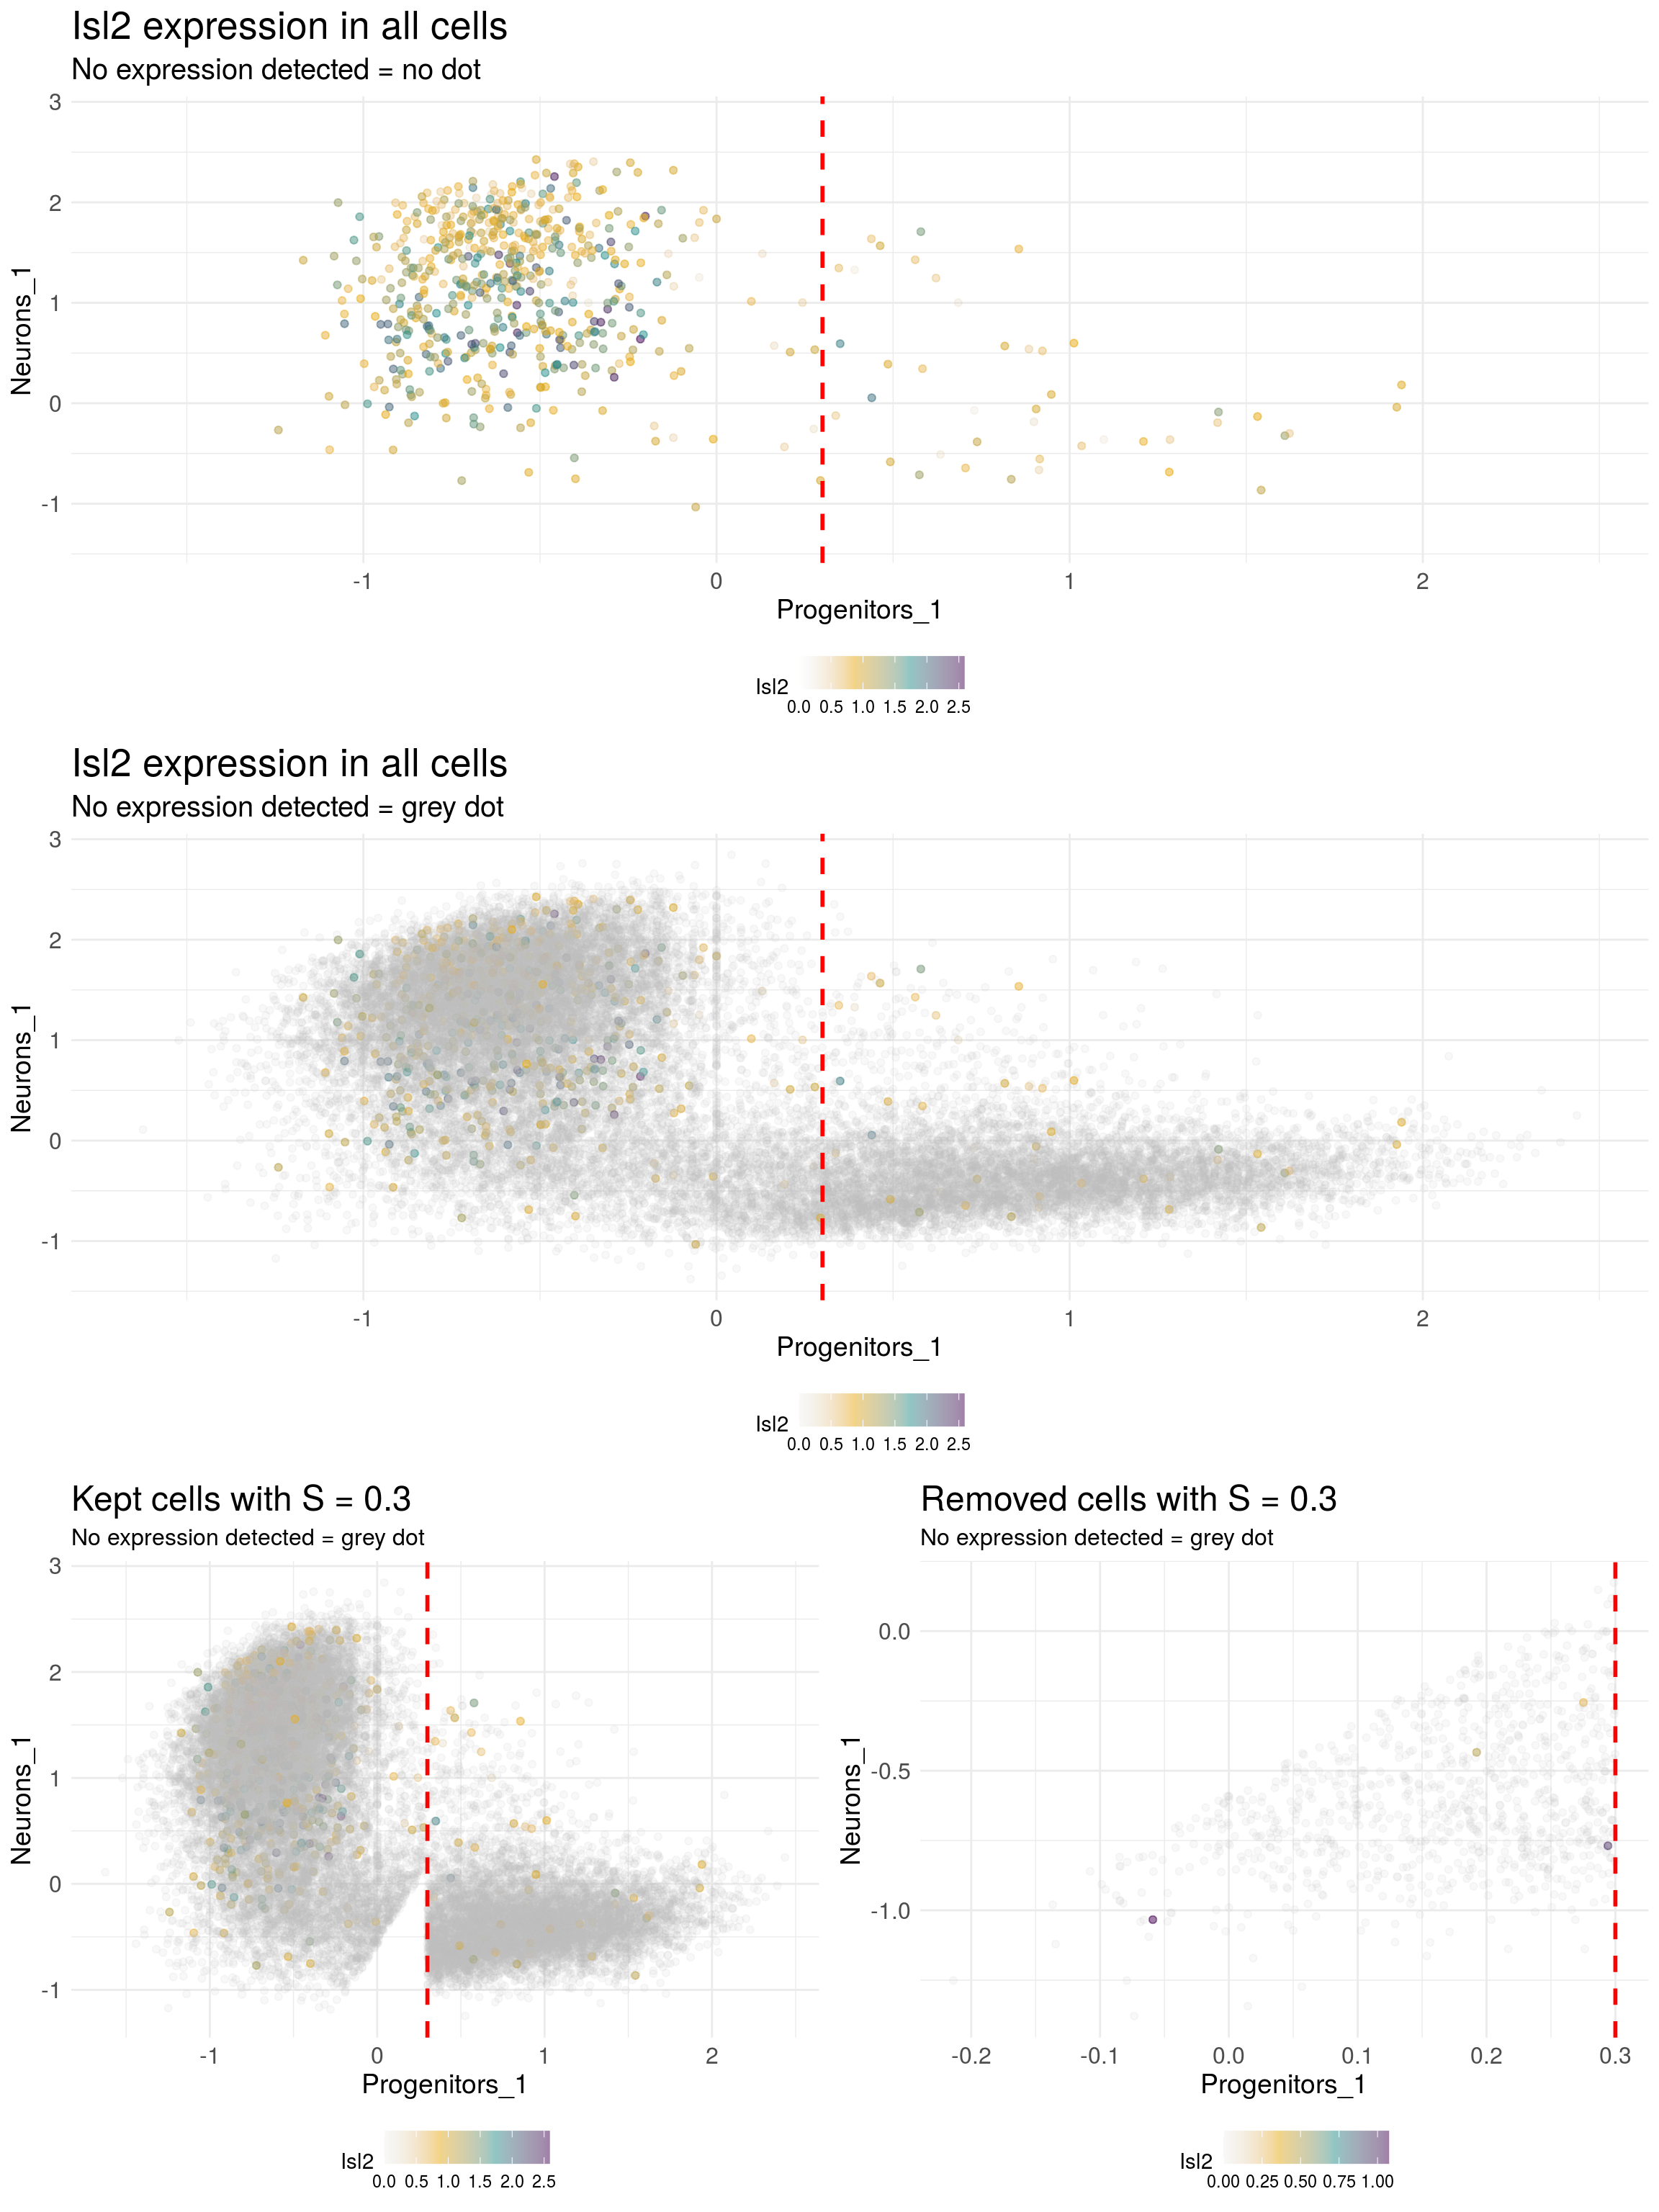 Isl2 expression in all cells
No expression detected = no dot
3
2
1
0
-1
Neurons_1
-1 0 1 2
Progenitors_1
Isl2
0.0 0.5 1.0 1.5 2.0 2.5
Isl2 expression in all cells
No expression detected = grey dot
3
2
1
0
-1
Neurons_1
-1 0 1 2
Progenitors_1
Isl2
0.0 0.5 1.0 1.5 2.0 2.5
Kept cells with S = 0.3
No expression detected = grey dot
3
2
1
0
-1
Neurons_1
-1 0 1 2
Progenitors_1
Isl2
0.0 0.5 1.0 1.5 2.0 2.5
Removed cells with S = 0.3
No expression detected = grey dot
0.0
-0.5
-1.0
Neurons_1
-0.2 -0.1 0.0 0.1 0.2 0.3
Progenitors_1
Isl2
0.00 0.25 0.50 0.75 1.00